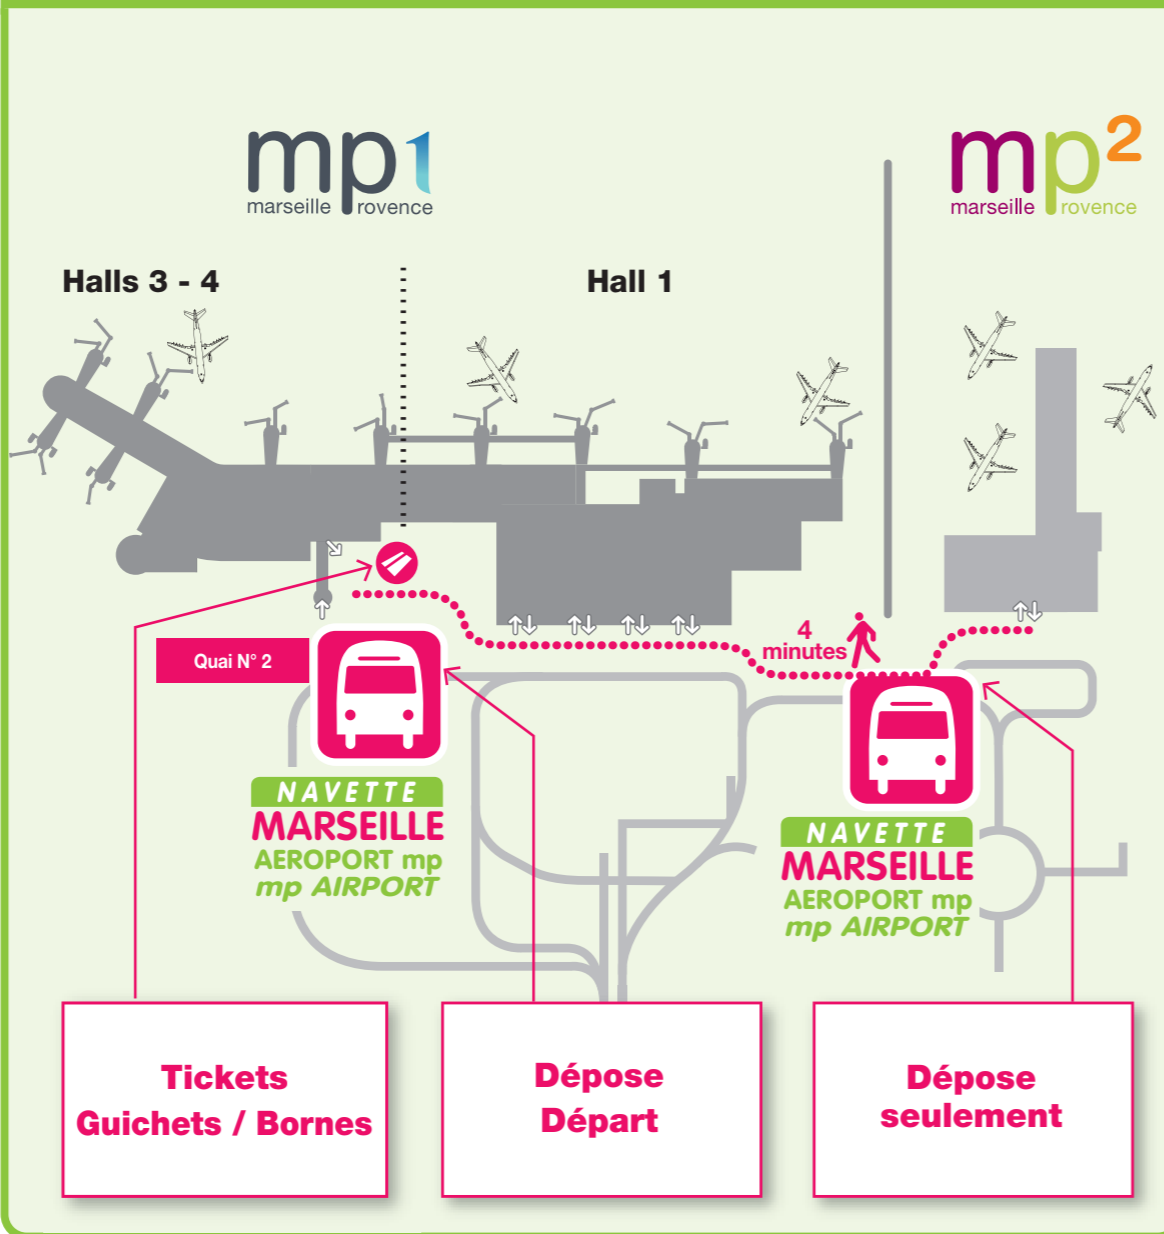 mp1
marseille provence
mp2
marseille provence
Halls 3 - 4
Hall 1
4
minutes
Quai N° 2
NAVETTE
MARSEILLE
AEROPORT mp
mp AIRPORT
NAVETTE
MARSEILLE
AEROPORT mp
mp AIRPORT
Tickets
Guichets / Bornes
Dépose
Départ
Dépose
seulement